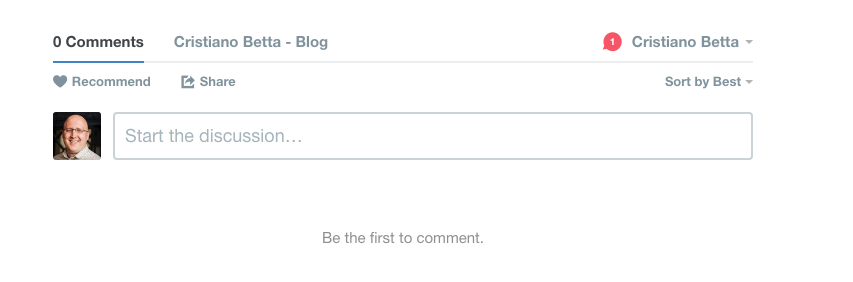 0 Comments Cristiano Betta - Blog 1 Cristiano Betta
Recommend Share Sort by Best
Start the discussion…
Be the first to comment.